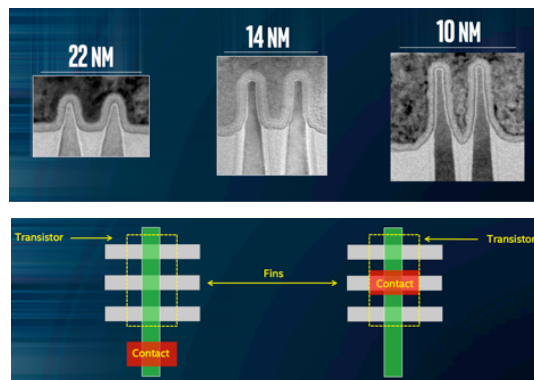 22 NM
14 NM
10 NM
Transistor
Transistor
Fins
Contact
Contact